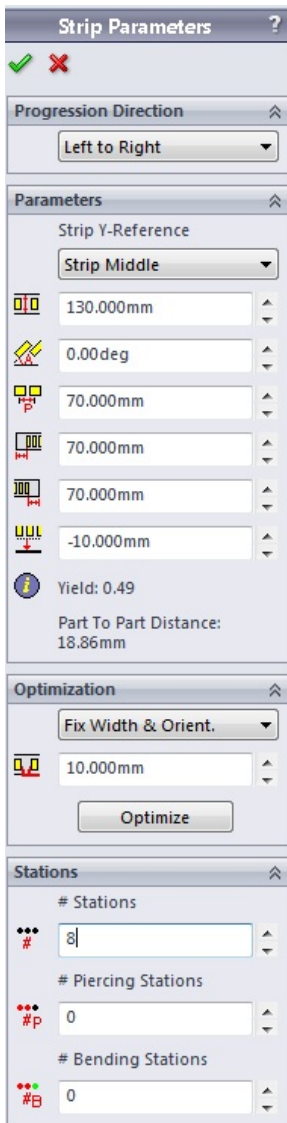 Strip Parameters ?
Progression Direction
Left to Right
Parameters
Strip Y-Reference
Strip Middle
130.000mm
A 0.00deg
P 70.000mm
70.000mm
70.000mm
-10.000mm
i Yield: 0.49
Part To Part Distance:
18.86mm
Optimization
Fix Width & Orient.
10.000mm
Optimize
Stations
# Stations
# 8
# Piercing Stations
#P 0
# Bending Stations
#B 0